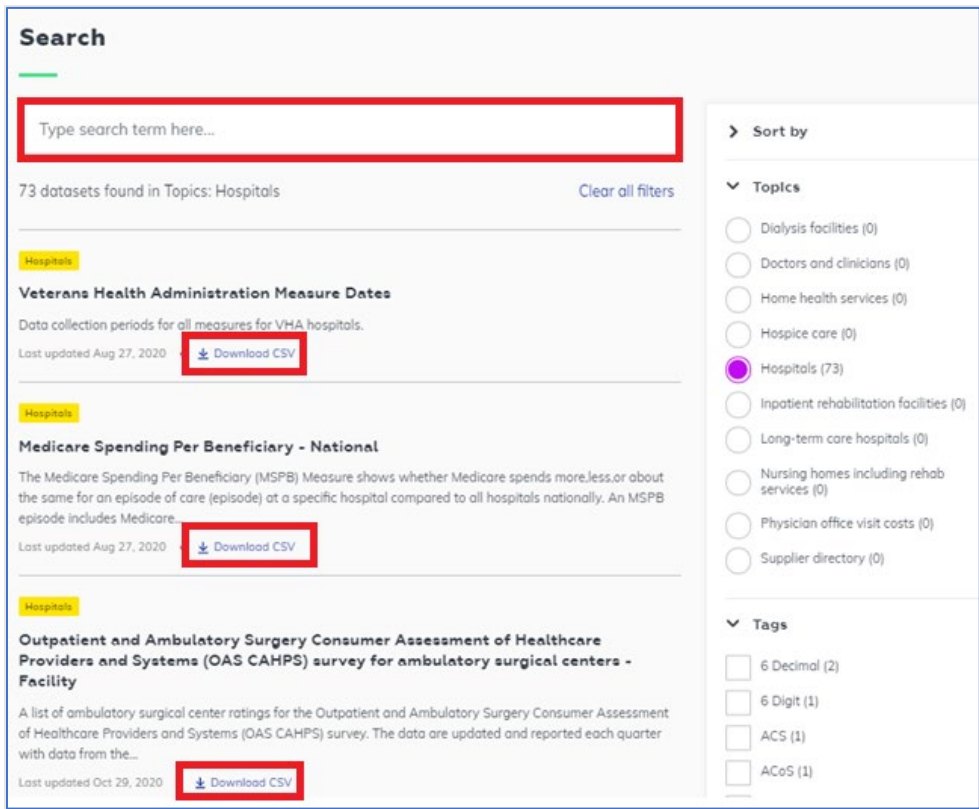 Search
Type search term here...
73 datasets found in Topics: Hospitals
Clear all filters
Hospitals
Veterans Health Administration Measure Dates
Data collection periods for all measures for VHA hospitals.
Last updated Aug 27, 2020
Download CSV
Hospitals
Medicare Spending Per Beneficiary - National
The Medicare Spending Per Beneficiary (MSPB) Measure shows whether Medicare spends more,less,or about
the same for an episode of care (episode) at a specific hospital compared to all hospitals nationally. An MSPB
episode includes Medicare...
Last updated Aug 27, 2020
Download CSV
Hospitals
Outpatient and Ambulatory Surgery Consumer Assessment of Healthcare
Providers and Systems (OAS CAHPS) survey for ambulatory surgical centers -
Facility
A list of ambulatory surgical center ratings for the Outpatient and Ambulatory Surgery Consumer Assessment
of Healthcare Providers and Systems (OAS CAHPS) survey. The data are updated and reported each quarter
with data from the...
Last updated Oct 29, 2020
Download CSV
Sort by
Topics
Dialysis facilities (0)
Doctors and clinicians (0)
Home health services (0)
Hospice care (0)
Hospitals (73)
Inpatient rehabilitation facilities (0)
Long-term care hospitals (0)
Nursing homes including rehab
services (0)
Physician office visit costs (0)
Supplier directory (0)
Tags
6 Decimal (2)
6 Digit (1)
ACS (1)
ACoS (1)